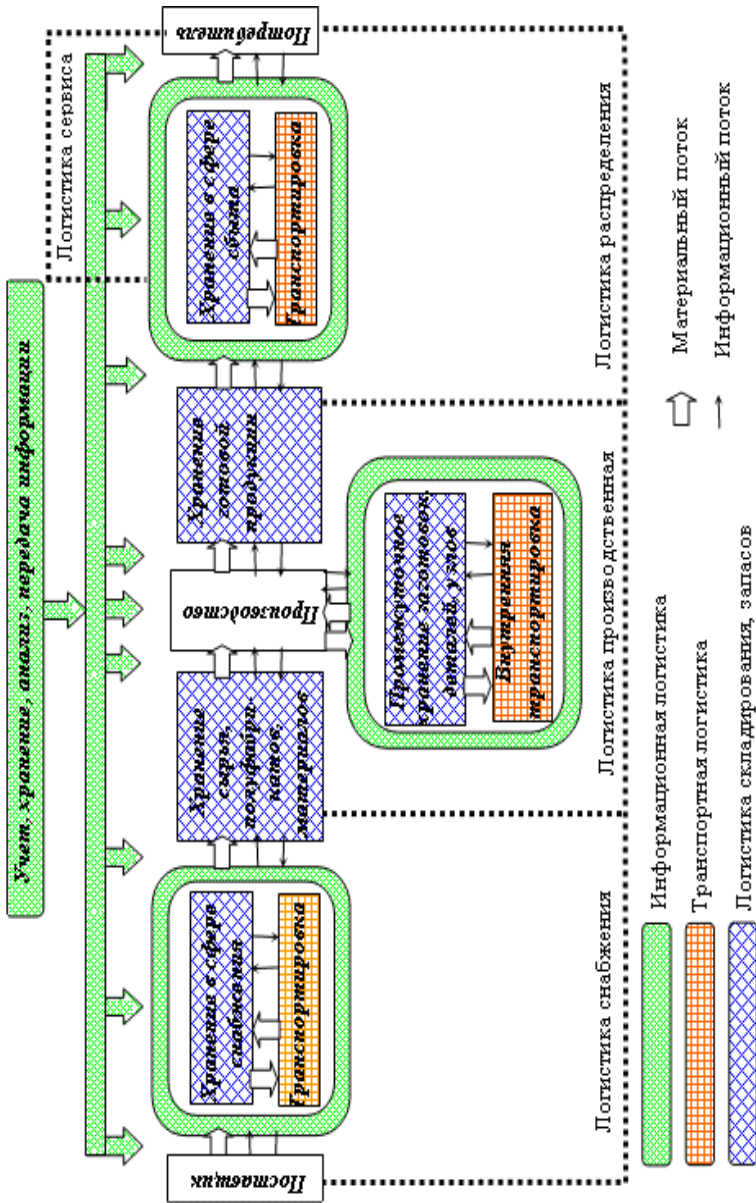 Учет, хранение, анализ, передача информации
Логистика сервиса
Поставщик
Хранение в сфере
снабжения
Транспортировка
Хранение
сырья,
полуфабри-
катов,
материалов
Производство
Хранение
готовой
продукции
Хранение в сфере
сбыта
Транспортировка
Потребитель
Промежуточное
хранение заготовок,
деталей, узлов
Внутренняя
транспортировка
Логистика снабжения
Логистика производственная
Логистика распределения
Информационная логистика
Транспортная логистика
Логистика складирования, запасов
Материальный поток
Информационный поток